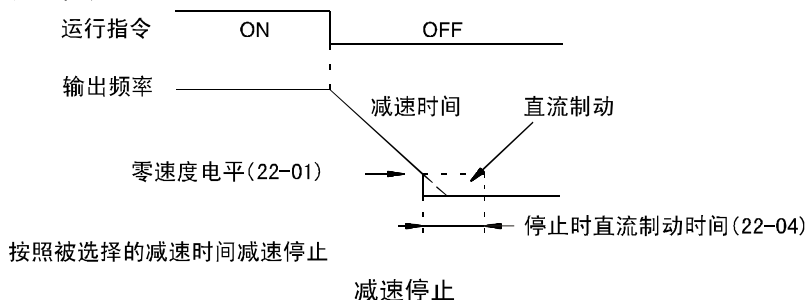 运行指令 ON OFF
输出频率
减速时间 直流制动
零速度电平(22-01)
停止时直流制动时间(22-04)
按照被选择的减速时间减速停止
减速停止